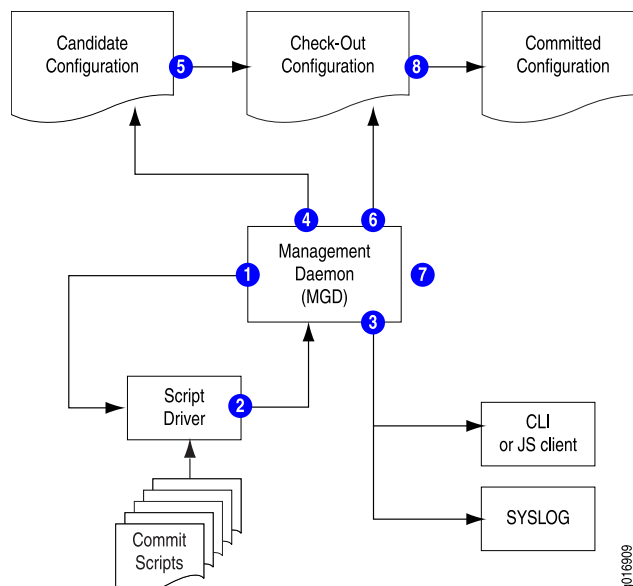 Candidate
Configuration
5
Check-Out
Configuration
8
Committed
Configuration
4
6
Management
Daemon
(MGD)
1
7
3
Script
Driver
2
CLI
or JS client
SYSLOG
Commit
Scripts
g016909